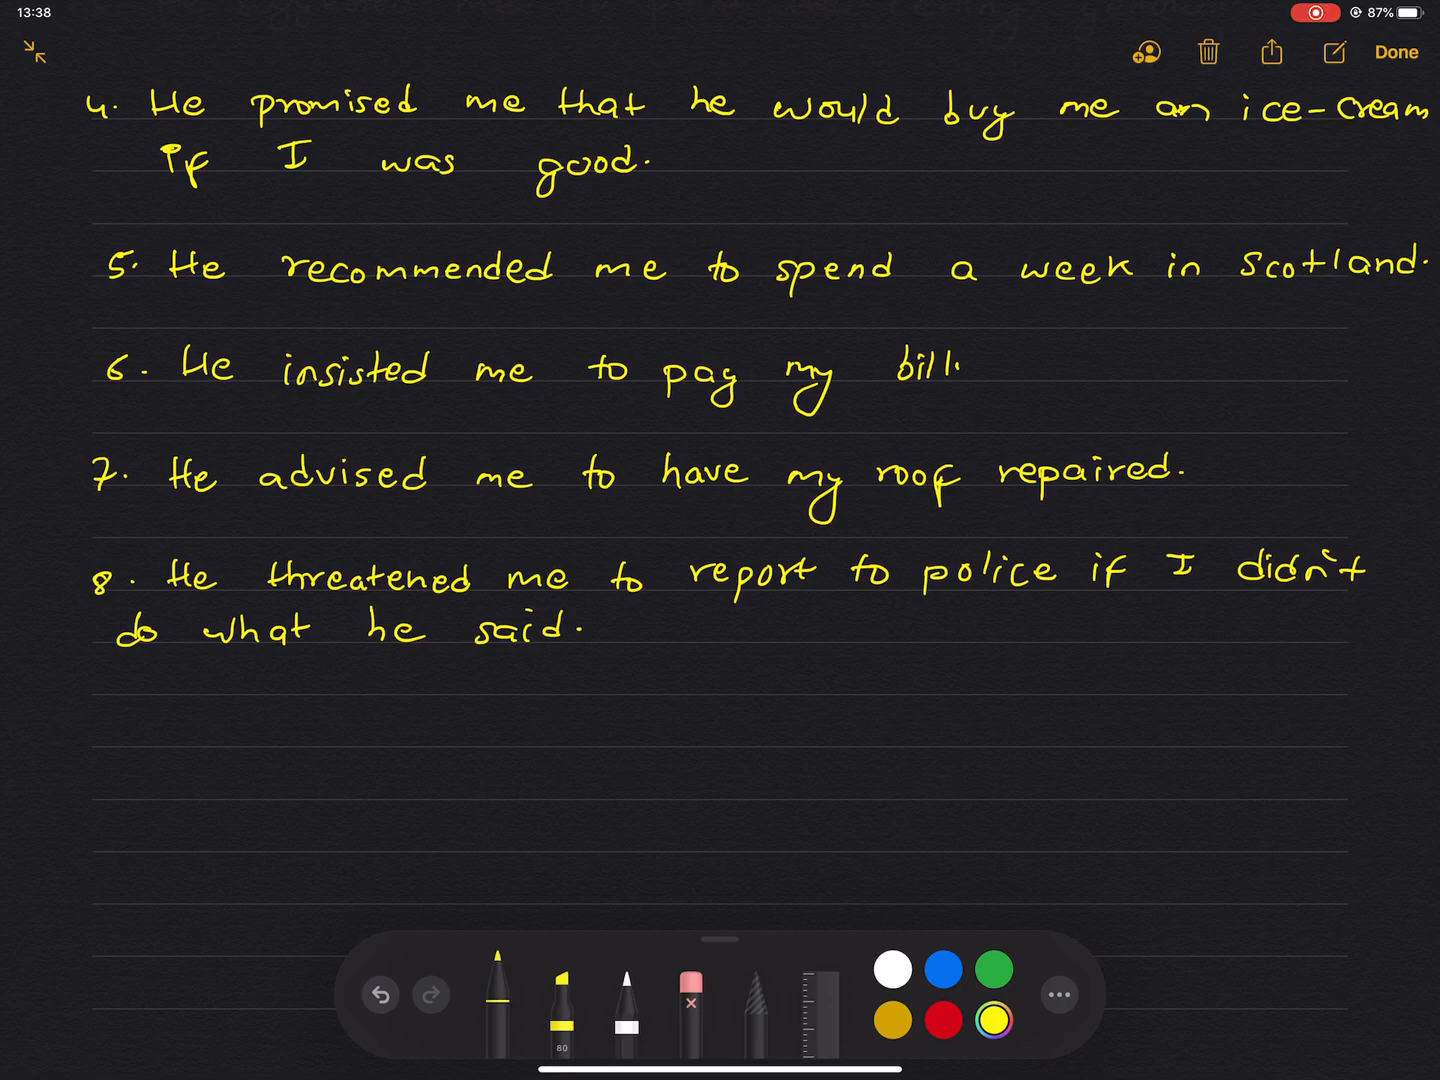 13:38
87%
Done
4. He promised me that he would buy me an ice-cream
if I was good.
5. He recommended me to spend a week in Scotland.
6. He insisted me to pay my bill.
7. He advised me to have my roof repaired.
8. He threatened me to report to police if I didn't
do what he said.
80